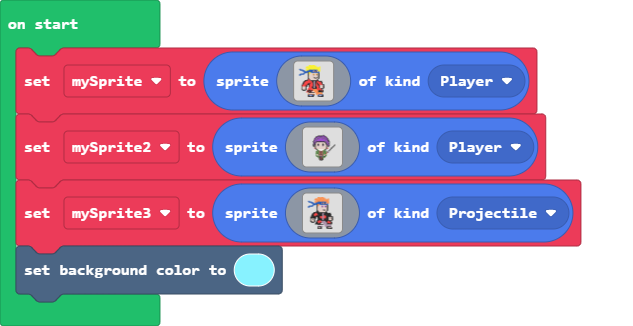 on start
set mySprite to sprite of kind Player
set mySprite2 to sprite of kind Player
set mySprite3 to sprite of kind Projectile
set background color to